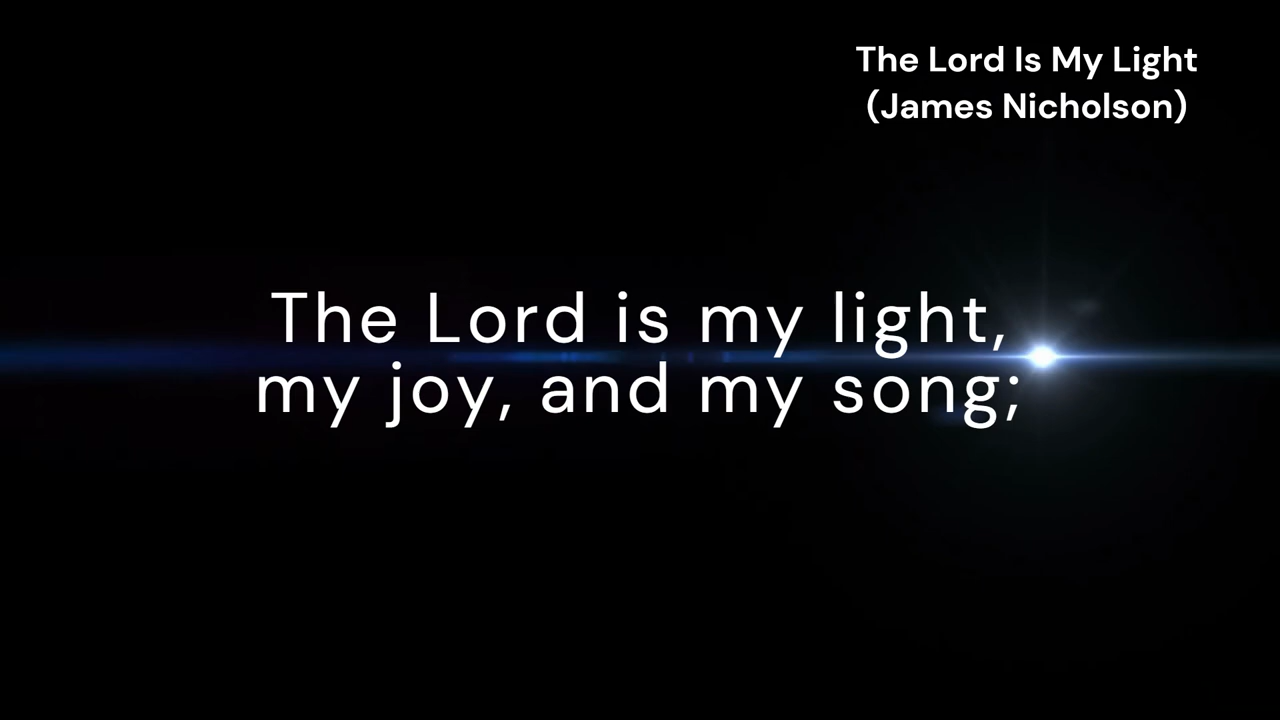 The Lord Is My Light
(James Nicholson)
The Lord is my light,
my joy, and my song;